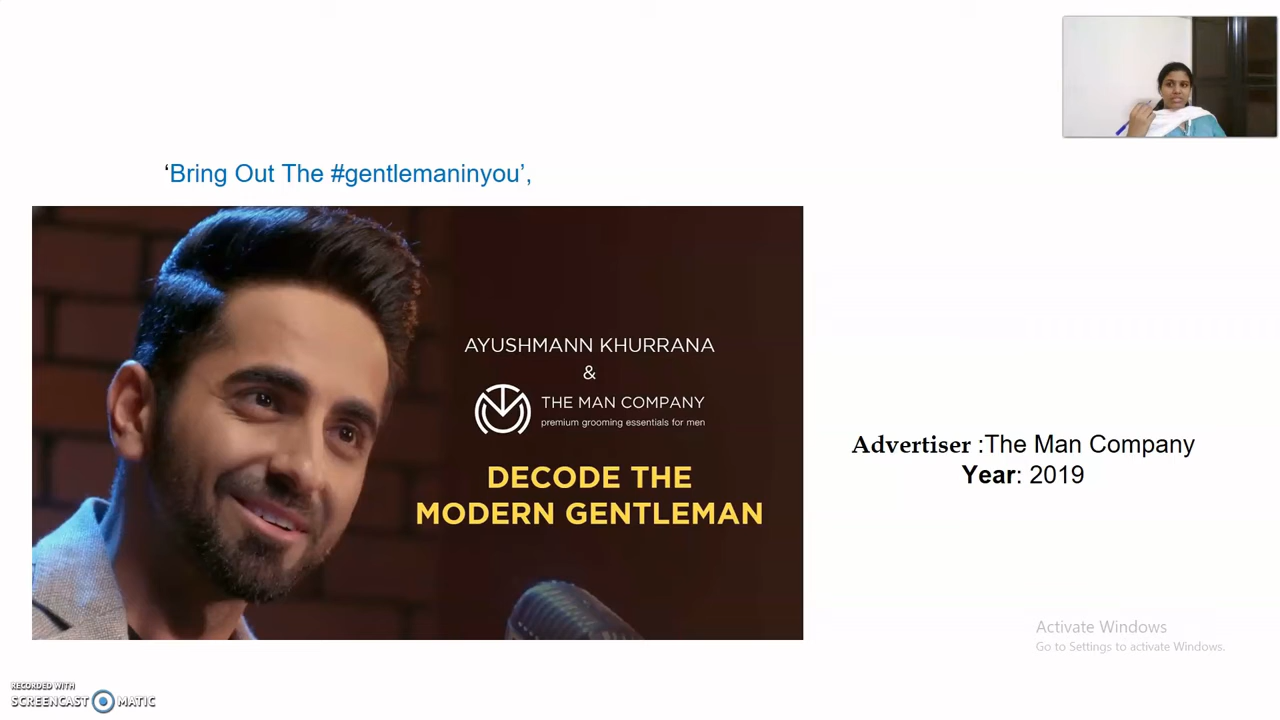 ‘Bring Out The #gentlemaninyou’,
AYUSHMANN KHURRANA
&
THE MAN COMPANY
premium grooming essentials for men
DECODE THE
MODERN GENTLEMAN
Advertiser :The Man Company
Year: 2019
Activate Windows
Go to Settings to activate Windows.
RECORDED WITH
SCREENCAST MATIC